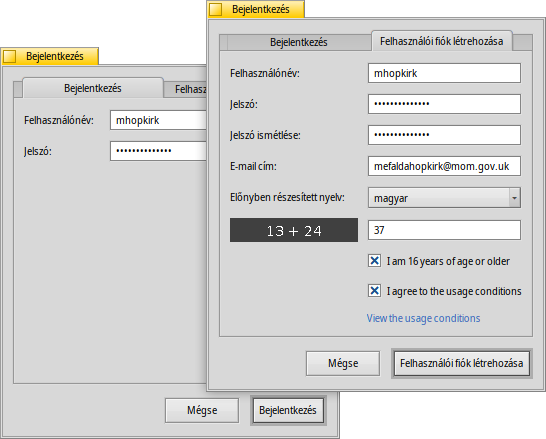 Bejelentkezés
Bejelentkezés
Felhasz
Felhasználónév:
mhopkirk
Jelszó:
••••••••••••••
Mégse
Bejelentkezés
Bejelentkezés
Bejelentkezés
Felhasználói fiók létrehozása
Felhasználónév:
mhopkirk
Jelszó:
••••••••••••••
Jelszó ismétlése:
••••••••••••••
E-mail cím:
mefaldahopkirk@mom.gov.uk
Előnyben részesített nyelv:
magyar
13 + 24
37
I am 16 years of age or older
I agree to the usage conditions
View the usage conditions
Mégse
Felhasználói fiók létrehozása